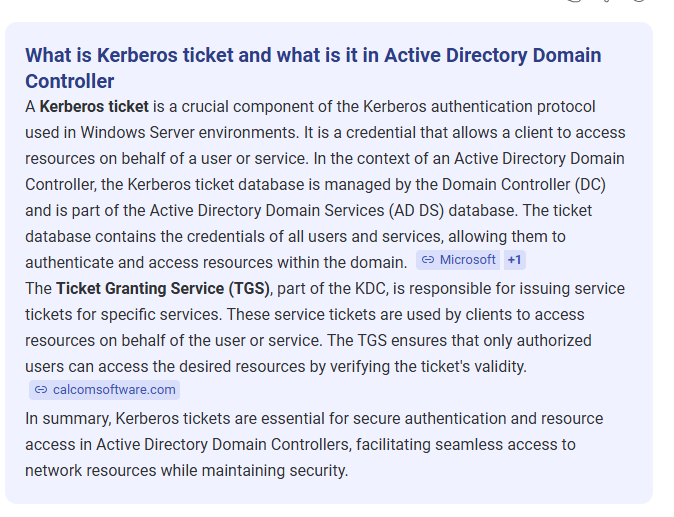 What is Kerberos ticket and what is it in Active Directory Domain
Controller
A Kerberos ticket is a crucial component of the Kerberos authentication protocol
used in Windows Server environments. It is a credential that allows a client to access
resources on behalf of a user or service. In the context of an Active Directory Domain
Controller, the Kerberos ticket database is managed by the Domain Controller (DC)
and is part of the Active Directory Domain Services (AD DS) database. The ticket
database contains the credentials of all users and services, allowing them to
authenticate and access resources within the domain. Microsoft +1
The Ticket Granting Service (TGS), part of the KDC, is responsible for issuing service
tickets for specific services. These service tickets are used by clients to access
resources on behalf of the user or service. The TGS ensures that only authorized
users can access the desired resources by verifying the ticket's validity.
calcomsoftware.com
In summary, Kerberos tickets are essential for secure authentication and resource
access in Active Directory Domain Controllers, facilitating seamless access to
network resources while maintaining security.